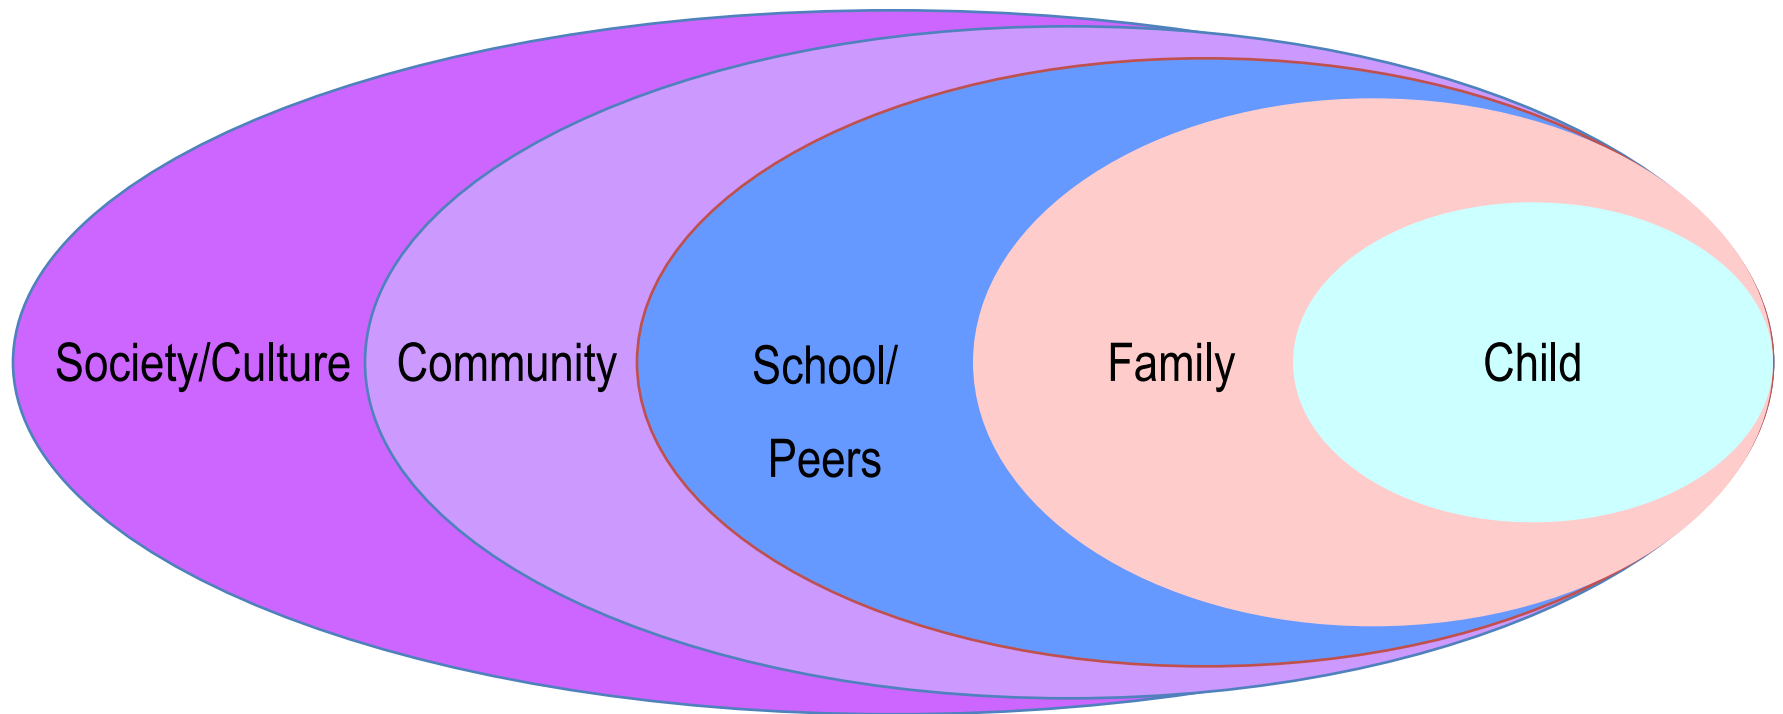 Society/Culture
Community
School/
Peers
Family
Child